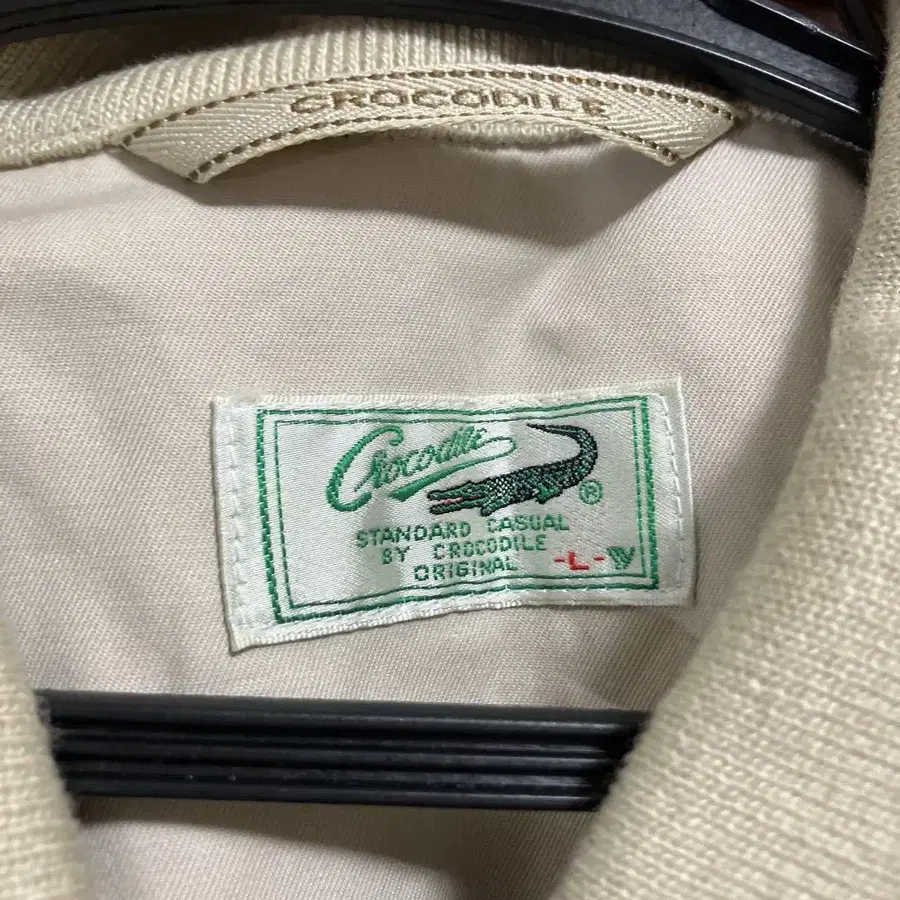 CROCODILE
Crocodile
®
STANDARD CASUAL
BY CROCODILE
ORIGINAL -L- W